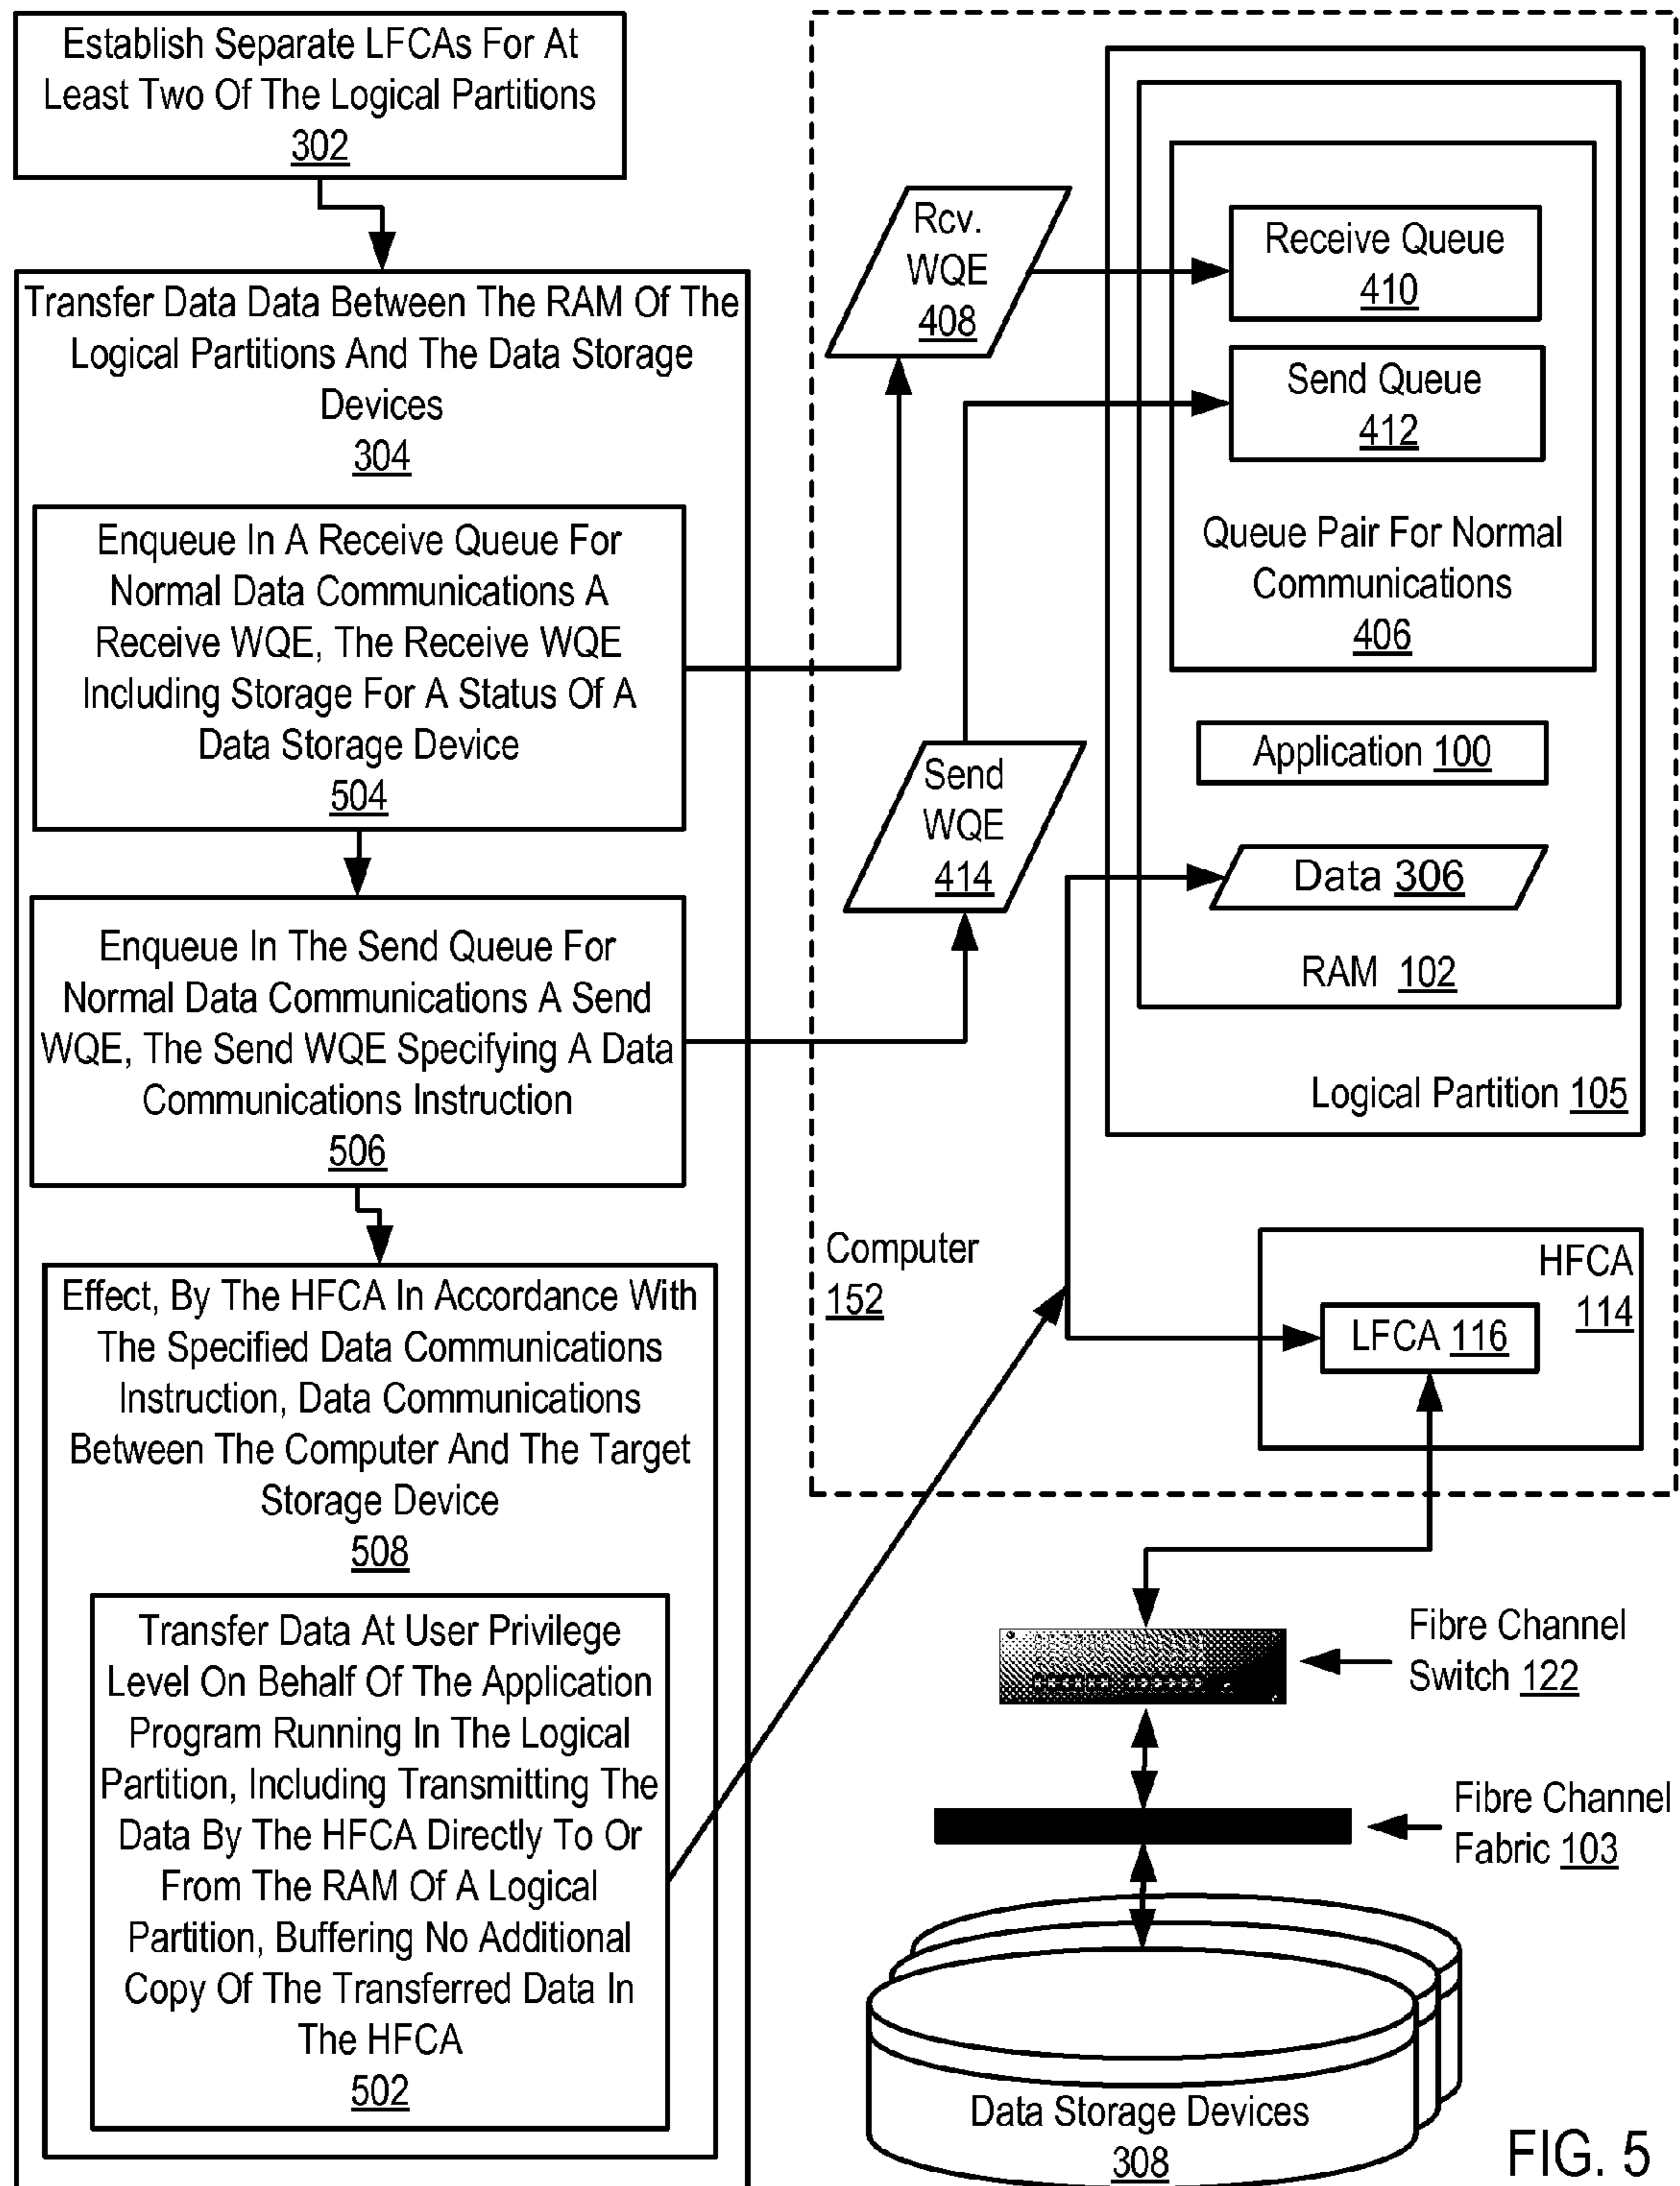 Establish Separate LFCAs For At
Least Two Of The Logical Partitions
302
Transfer Data Data Between The RAM Of The
Logical Partitions And The Data Storage
Devices
304
Enqueue In A Receive Queue For
Normal Data Communications A
Receive WQE, The Receive WQE
Including Storage For A Status Of A
Data Storage Device
504
Enqueue In The Send Queue For
Normal Data Communications A Send
WQE, The Send WQE Specifying A Data
Communications Instruction
506
Effect, By The HFCA In Accordance With
The Specified Data Communications
Instruction, Data Communications
Between The Computer And The Target
Storage Device
508
Transfer Data At User Privilege
Level On Behalf Of The Application
Program Running In The Logical
Partition, Including Transmitting The
Data By The HFCA Directly To Or
From The RAM Of A Logical
Partition, Buffering No Additional
Copy Of The Transferred Data In
The HFCA
502
Rcv.
WQE
408
Send
WQE
414
Receive Queue
410
Send Queue
412
Queue Pair For Normal
Communications
406
Application 100
Data 306
RAM 102
Logical Partition 105
Computer
152
HFCA
114
LFCA 116
Fibre Channel
Switch 122
Fibre Channel
Fabric 103
Data Storage Devices
308
FIG. 5